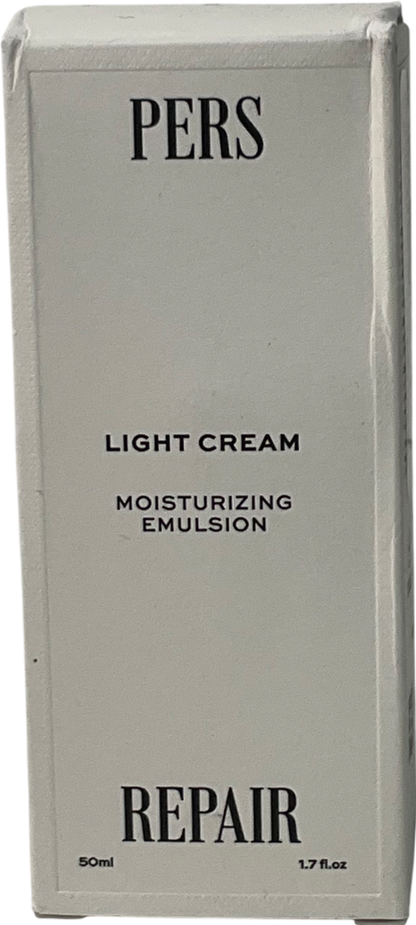 PERS
LIGHT CREAM
MOISTURIZING
EMULSION
REPAIR
50ml 1.7 fl.oz